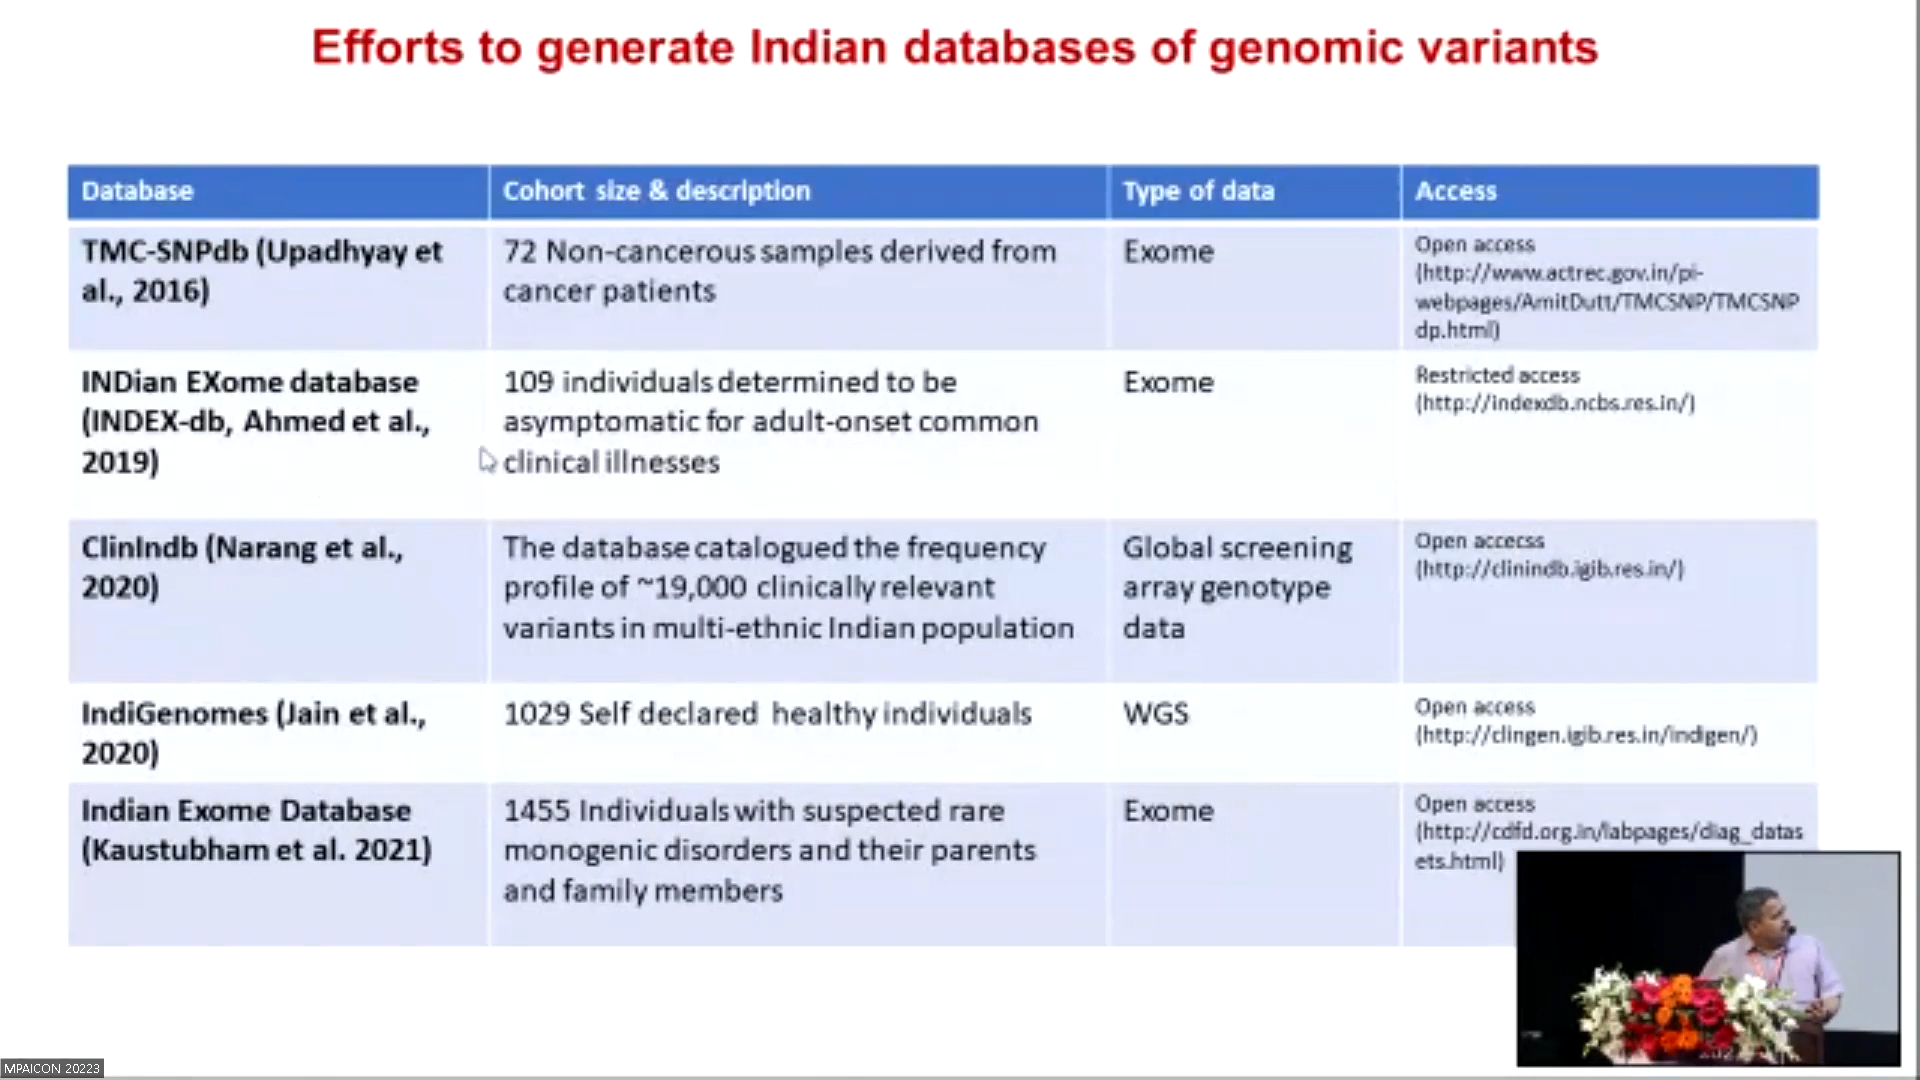 Efforts to generate Indian databases of genomic variants
Database
Cohort size & description
Type of data
Access
TMC-SNPdb (Upadhyay et
al., 2016)
72 Non-cancerous samples derived from
cancer patients
Exome
Open access
(http://www.actrec.gov.in/pi-
webpages/AmitDutt/TMCSNP/TMCSNP
dp.html)
INDian EXome database
(INDEX-db, Ahmed et al.,
2019)
109 individuals determined to be
asymptomatic for adult-onset common
clinical illnesses
Exome
Restricted access
(http://indexdb.ncbs.res.in/)
ClinIndb (Narang et al.,
2020)
The database catalogued the frequency
profile of ~19,000 clinically relevant
variants in multi-ethnic Indian population
Global screening
array genotype
data
Open accecss
(http://clinindb.igib.res.in/)
IndiGenomes (Jain et al.,
2020)
1029 Self declared healthy individuals
WGS
Open access
(http://clingen.igib.res.in/indigen/)
Indian Exome Database
(Kaustubham et al. 2021)
1455 Individuals with suspected rare
monogenic disorders and their parents
and family members
Exome
Open access
(http://cdfd.org.in/labpages/diag_datas
ets.html)
MPAICON 20223